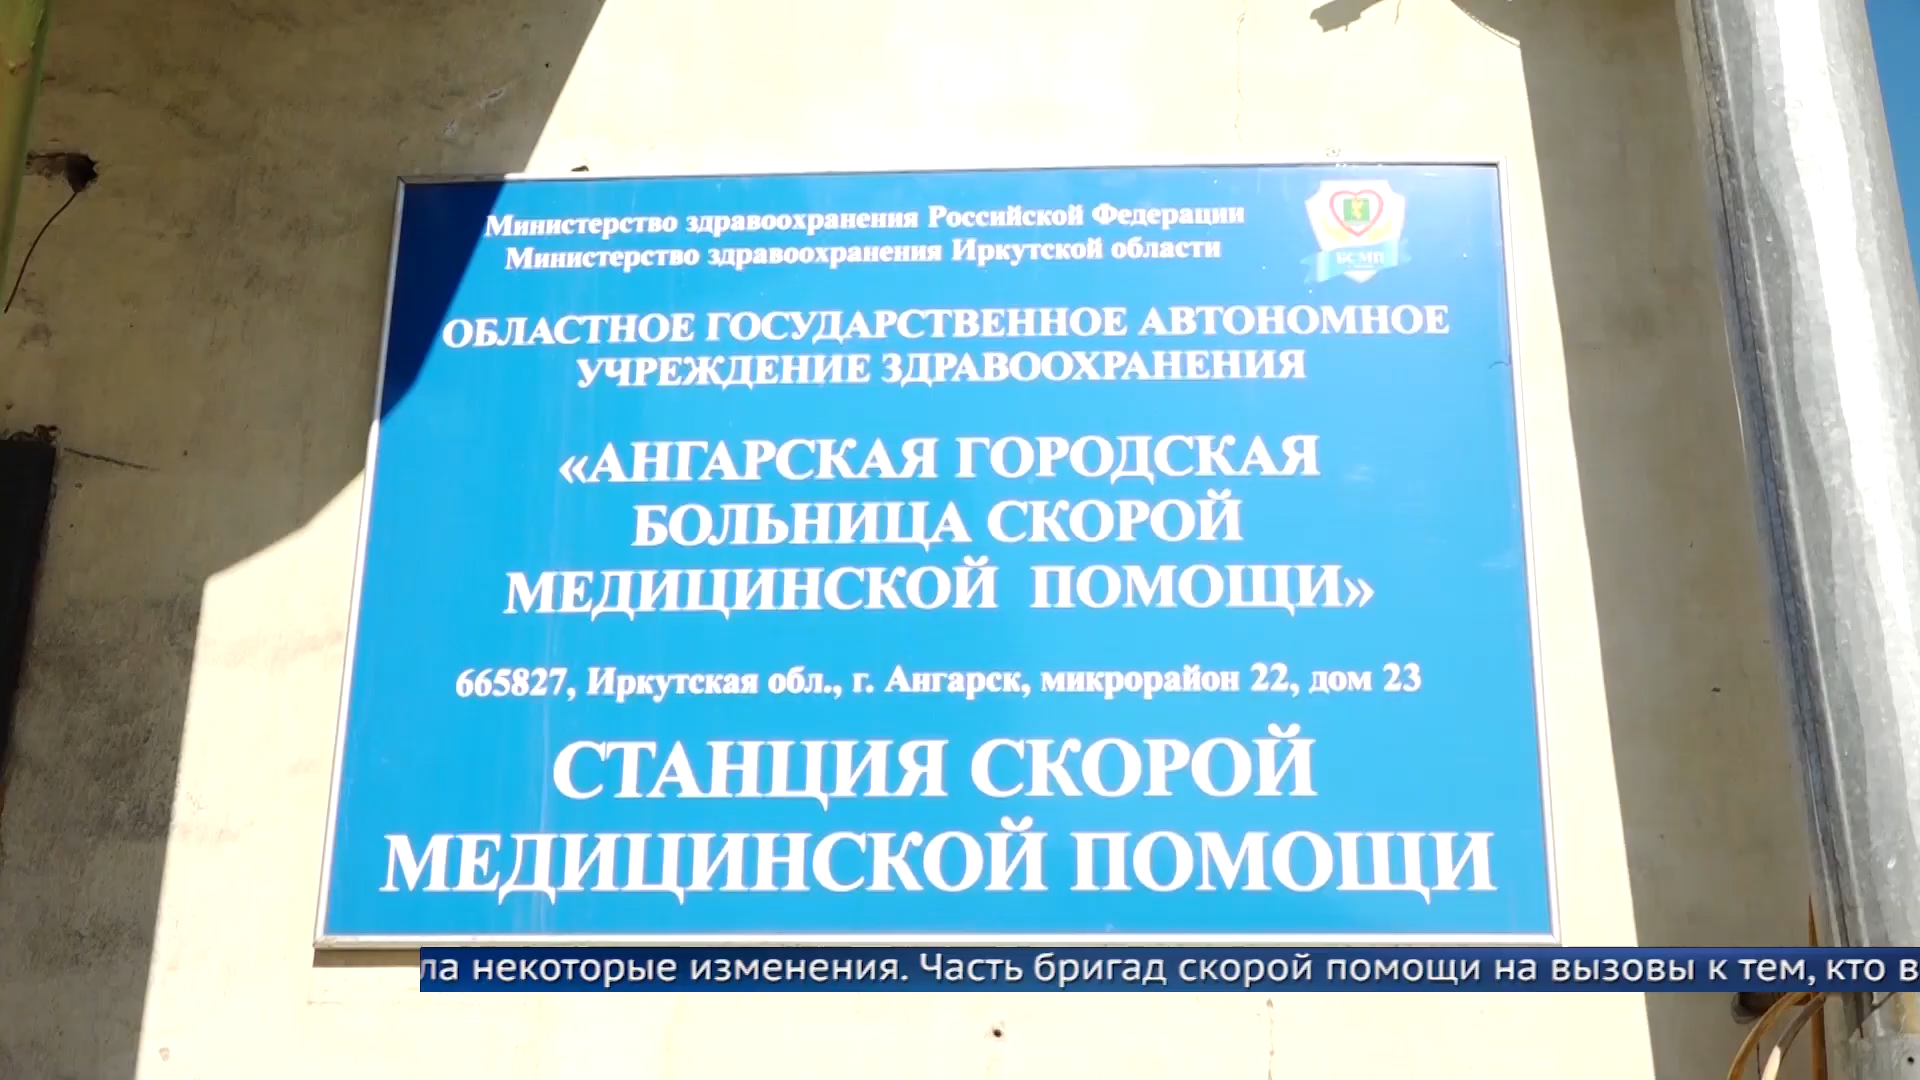 Министерство здравоохранения Российской Федерации
Министерство здравоохранения Иркутской области
БСМП
ОБЛАСТНОЕ ГОСУДАРСТВЕННОЕ АВТОНОМНОЕ
УЧРЕЖДЕНИЕ ЗДРАВООХРАНЕНИЯ
«АНГАРСКАЯ ГОРОДСКАЯ
БОЛЬНИЦА СКОРОЙ
МЕДИЦИНСКОЙ ПОМОЩИ»
665827, Иркутская обл., г. Ангарск, микрорайон 22, дом 23
СТАНЦИЯ СКОРОЙ
МЕДИЦИНСКОЙ ПОМОЩИ
ла некоторые изменения. Часть бригад скорой помощи на вызовы к тем, кто в